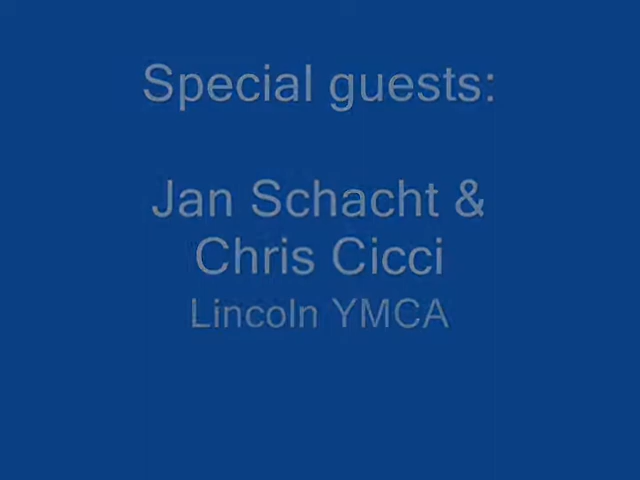 Special guests:
Jan Schacht &
Chris Cicci
Lincoln YMCA